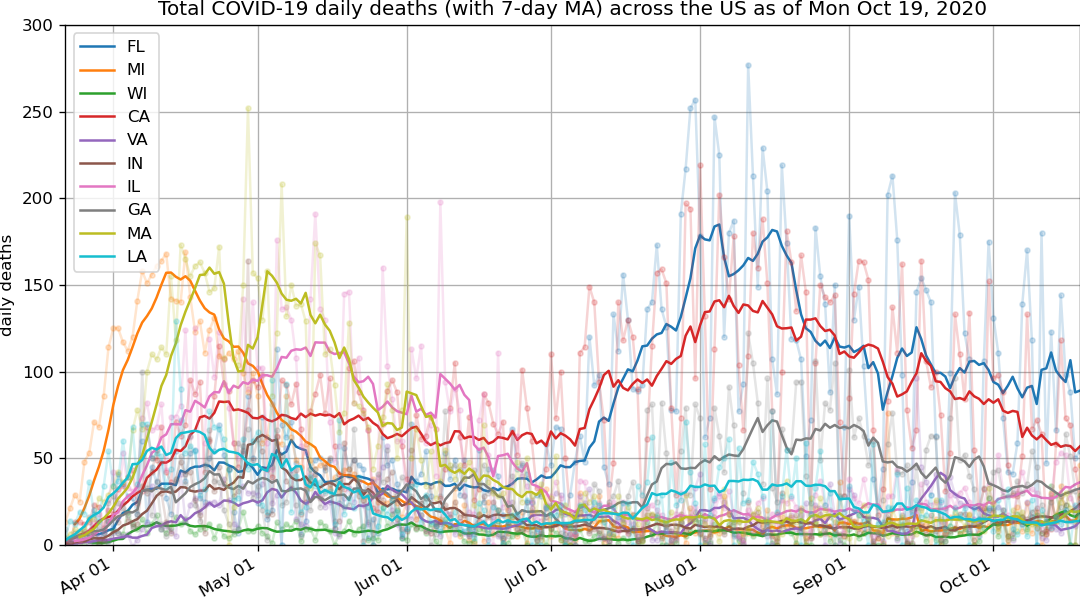 Total COVID-19 daily deaths (with 7-day MA) across the US as of Mon Oct 19, 2020
300
250
200
150
100
50
0
daily deaths
FL
MI
WI
CA
VA
IN
IL
GA
MA
LA
Apr 01
May 01
Jun 01
Jul 01
Aug 01
Sep 01
Oct 01